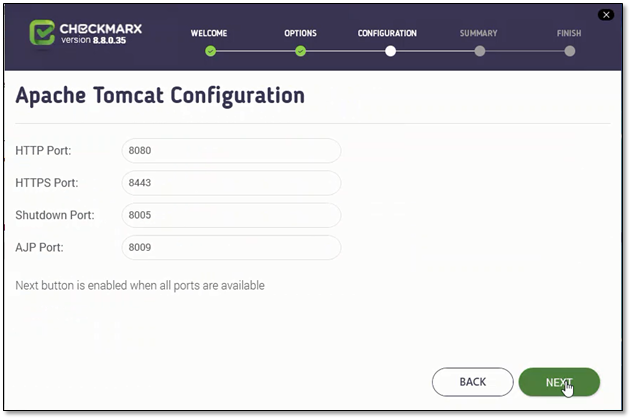 CHECKMARX
version 8.8.0.35
WELCOME
OPTIONS
CONFIGURATION
SUMMARY
FINISH
Apache Tomcat Configuration
HTTP Port: 8080
HTTPS Port: 8443
Shutdown Port: 8005
AJP Port: 8009
Next button is enabled when all ports are available
BACK
NEXT